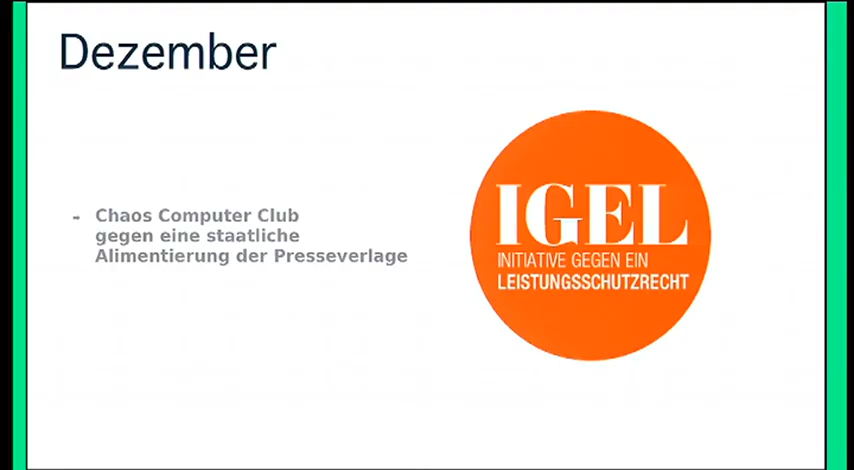 Dezember
- Chaos Computer Club
gegen eine staatliche
Alimentierung der Presseverlage
IGEL
INITIATIVE GEGEN EIN
LEISTUNGSSCHUTZRECHT